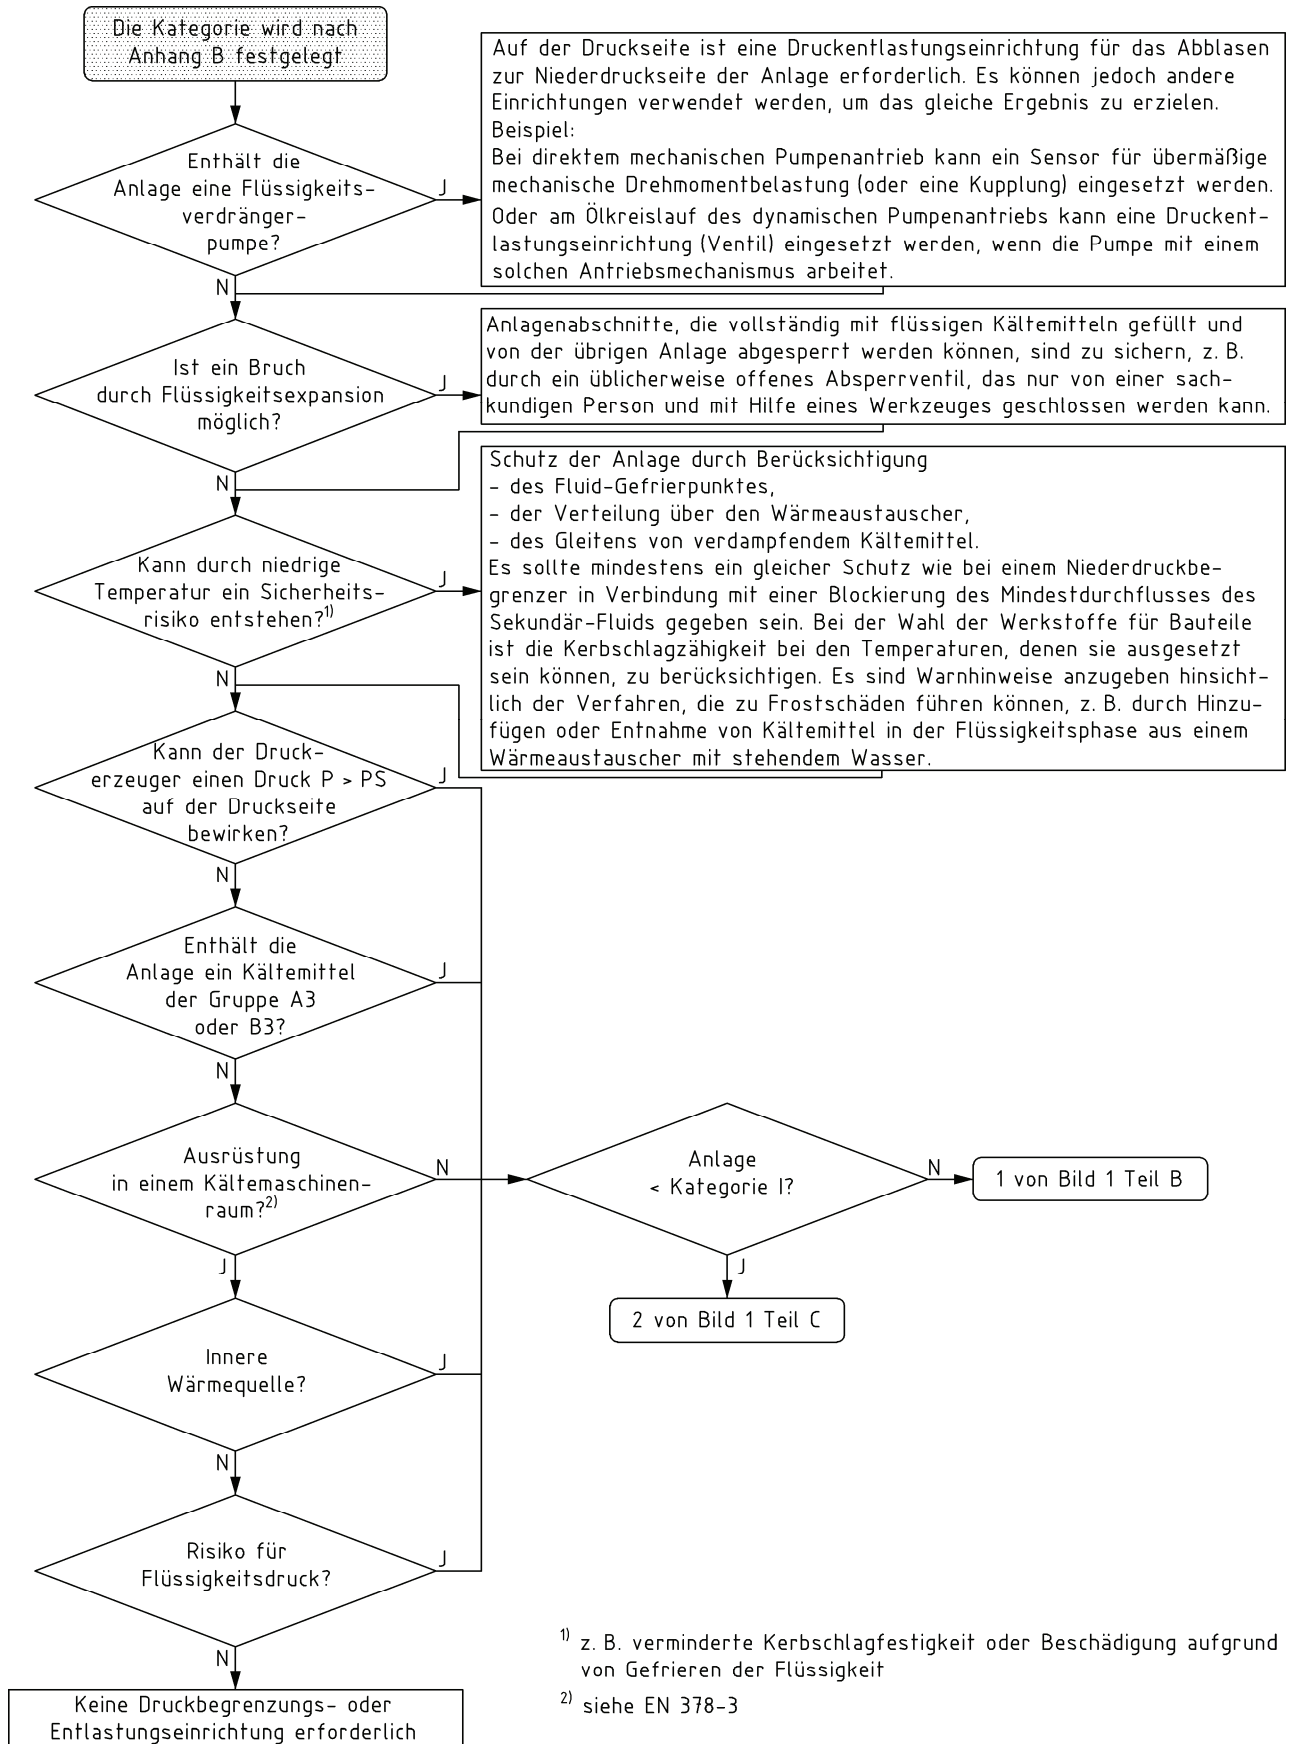 Die Kategorie wird nach
Anhang B festgelegt
Enthält die
Anlage eine Flüssigkeits-
verdränger-
pumpe?
J
N
Auf der Druckseite ist eine Druckentlastungseinrichtung für das Abblasen
zur Niederdruckseite der Anlage erforderlich. Es können jedoch andere
Einrichtungen verwendet werden, um das gleiche Ergebnis zu erzielen.
Beispiel:
Bei direktem mechanischen Pumpenantrieb kann ein Sensor für übermäßige
mechanische Drehmomentbelastung (oder eine Kupplung) eingesetzt werden.
Oder am Ölkreislauf des dynamischen Pumpenantriebs kann eine Druckent-
lastungseinrichtung (Ventil) eingesetzt werden, wenn die Pumpe mit einem
solchen Antriebsmechanismus arbeitet.
Ist ein Bruch
durch Flüssigkeitsexpansion
möglich?
J
N
Anlagenabschnitte, die vollständig mit flüssigen Kältemitteln gefüllt und
von der übrigen Anlage abgesperrt werden können, sind zu sichern, z. B.
durch ein üblicherweise offenes Absperrventil, das nur von einer sach-
kundigen Person und mit Hilfe eines Werkzeuges geschlossen werden kann.
Kann durch niedrige
Temperatur ein Sicherheits-
risiko entstehen?1)
J
N
Schutz der Anlage durch Berücksichtigung
- des Fluid-Gefrierpunktes,
- der Verteilung über den Wärmeaustauscher,
- des Gleitens von verdampfendem Kältemittel.
Es sollte mindestens ein gleicher Schutz wie bei einem Niederdruckbe-
grenzer in Verbindung mit einer Blockierung des Mindestdurchflusses des
Sekundär-Fluids gegeben sein. Bei der Wahl der Werkstoffe für Bauteile
ist die Kerbschlagzähigkeit bei den Temperaturen, denen sie ausgesetzt
sein können, zu berücksichtigen. Es sind Warnhinweise anzugeben hinsicht-
lich der Verfahren, die zu Frostschäden führen können, z. B. durch Hinzu-
fügen oder Entnahme von Kältemittel in der Flüssigkeitsphase aus einem
Wärmeaustauscher mit stehendem Wasser.
Kann der Druck-
erzeuger einen Druck P > PS
auf der Druckseite
bewirken?
J
N
Enthält die
Anlage ein Kältemittel
der Gruppe A3
oder B3?
J
N
Ausrüstung
in einem Kältemaschinen-
raum?2)
N
J
Anlage
< Kategorie I?
N
1 von Bild 1 Teil B
J
2 von Bild 1 Teil C
Innere
Wärmequelle?
J
N
Risiko für
Flüssigkeitsdruck?
J
N
Keine Druckbegrenzungs- oder
Entlastungseinrichtung erforderlich
1) z. B. verminderte Kerbschlagfestigkeit oder Beschädigung aufgrund
von Gefrieren der Flüssigkeit
2) siehe EN 378-3